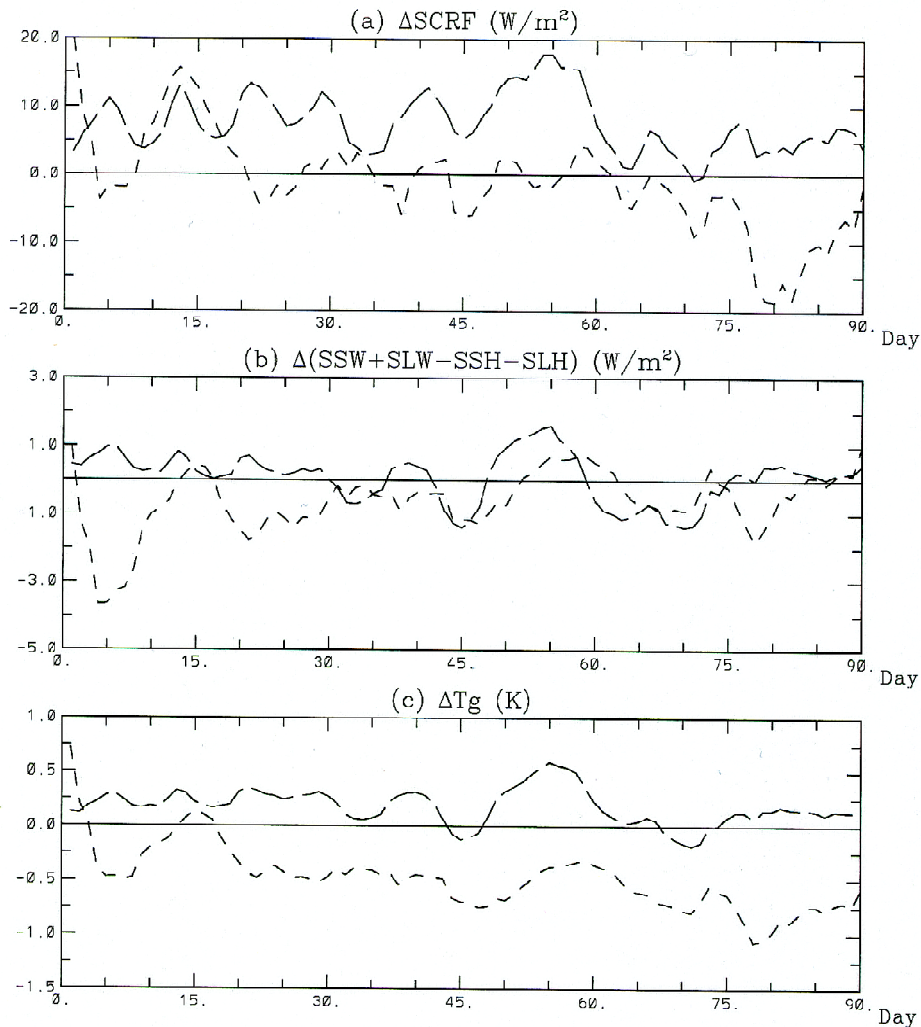 (a) ΔSCRF (W/m²)
20.0
10.0
0.0
-10.0
-20.0
0. 15. 30. 45. 60. 75. 90. Day
(b) Δ(SSW+SLW-SSH-SLH) (W/m²)
3.0
1.0
1.0
-3.0
-5.0
0. 15. 30. 45. 60. 75. 90. Day
(c) ΔTg (K)
1.0
0.5
0.0
-0.5
-1.0
-1.5
0. 15. 30. 45. 60. 75. 90. Day